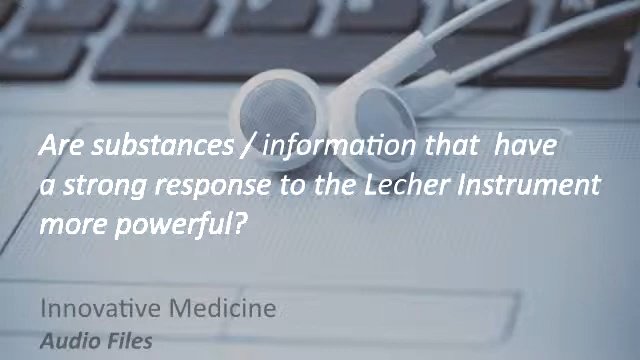 Are substances / information that have
a strong response to the Lecher Instrument
more powerful?
Innovative Medicine
Audio Files